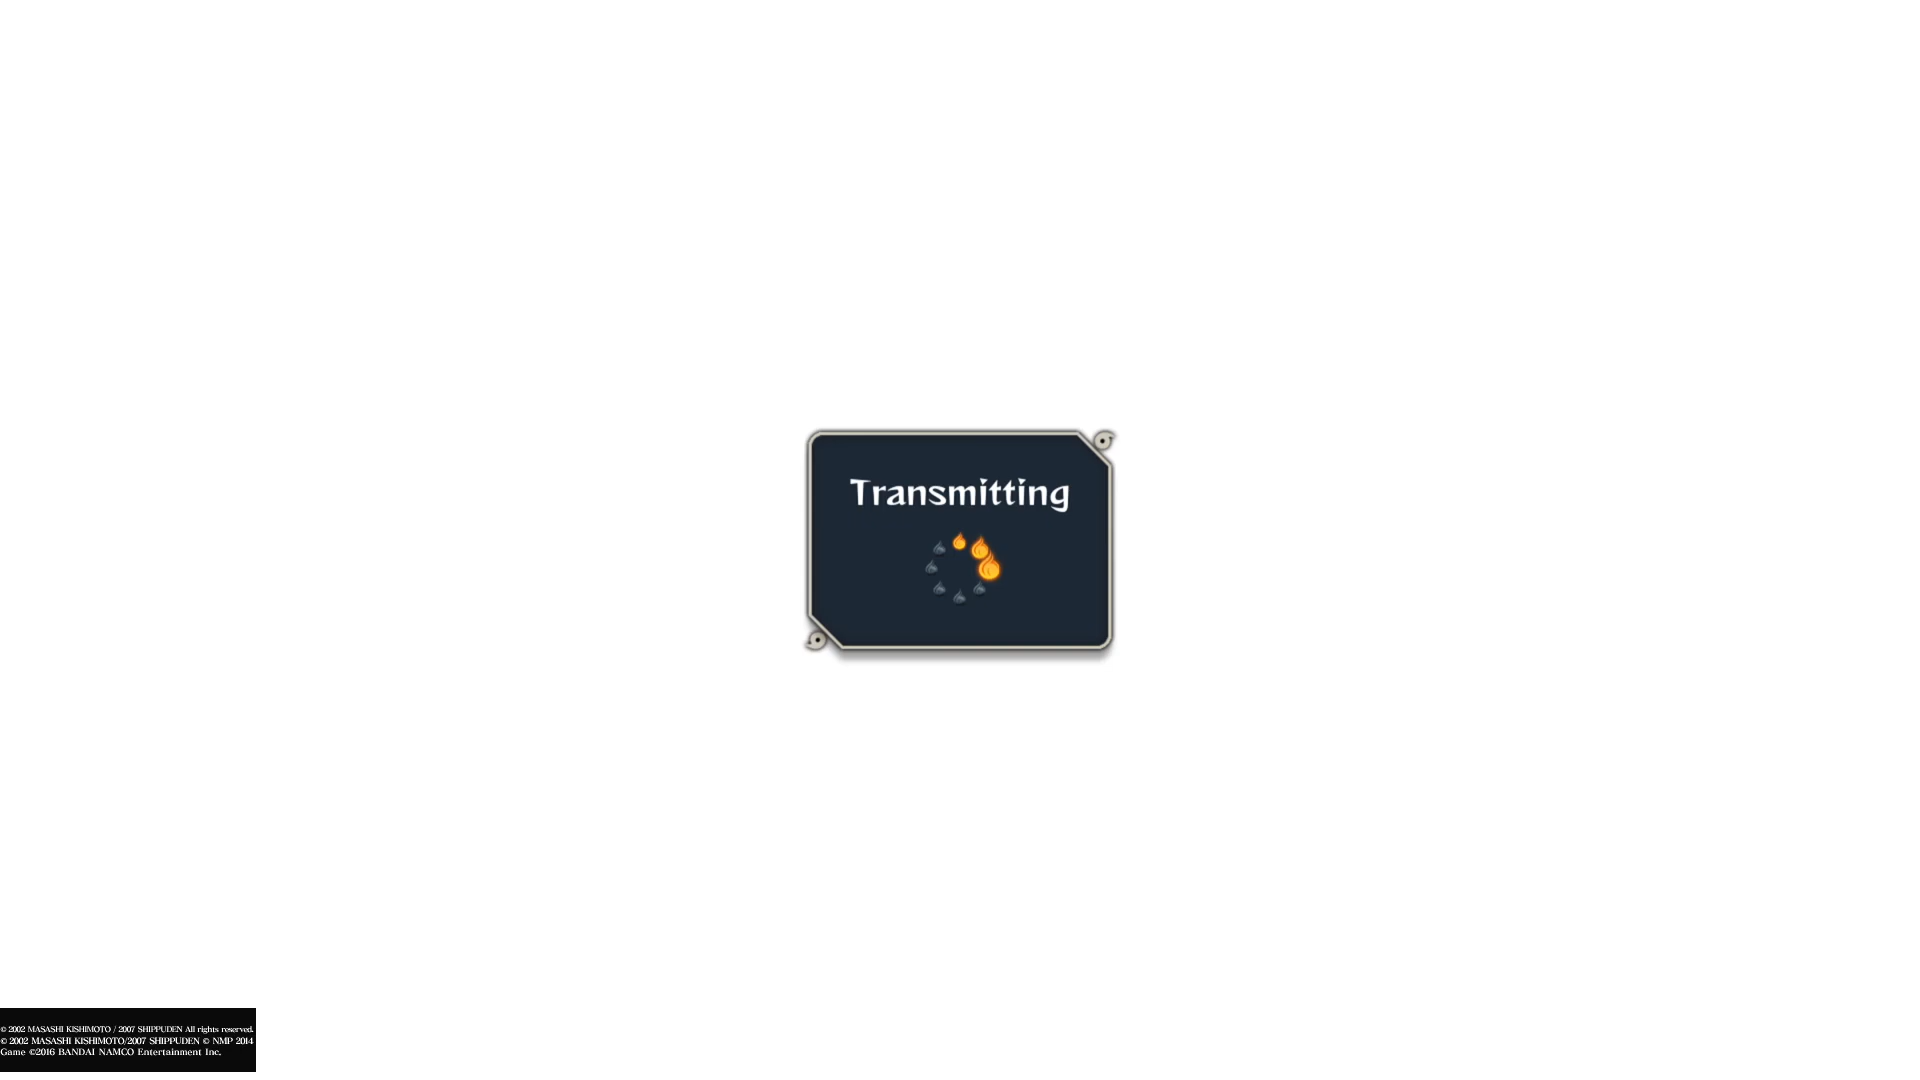 Transmitting
© 2002 MASASHI KISHIMOTO / 2007 SHIPPUDEN All rights reserved.
© 2002 MASASHI KISHIMOTO/2007 SHIPPUDEN © NMP 2014
Game ©2016 BANDAI NAMCO Entertainment Inc.